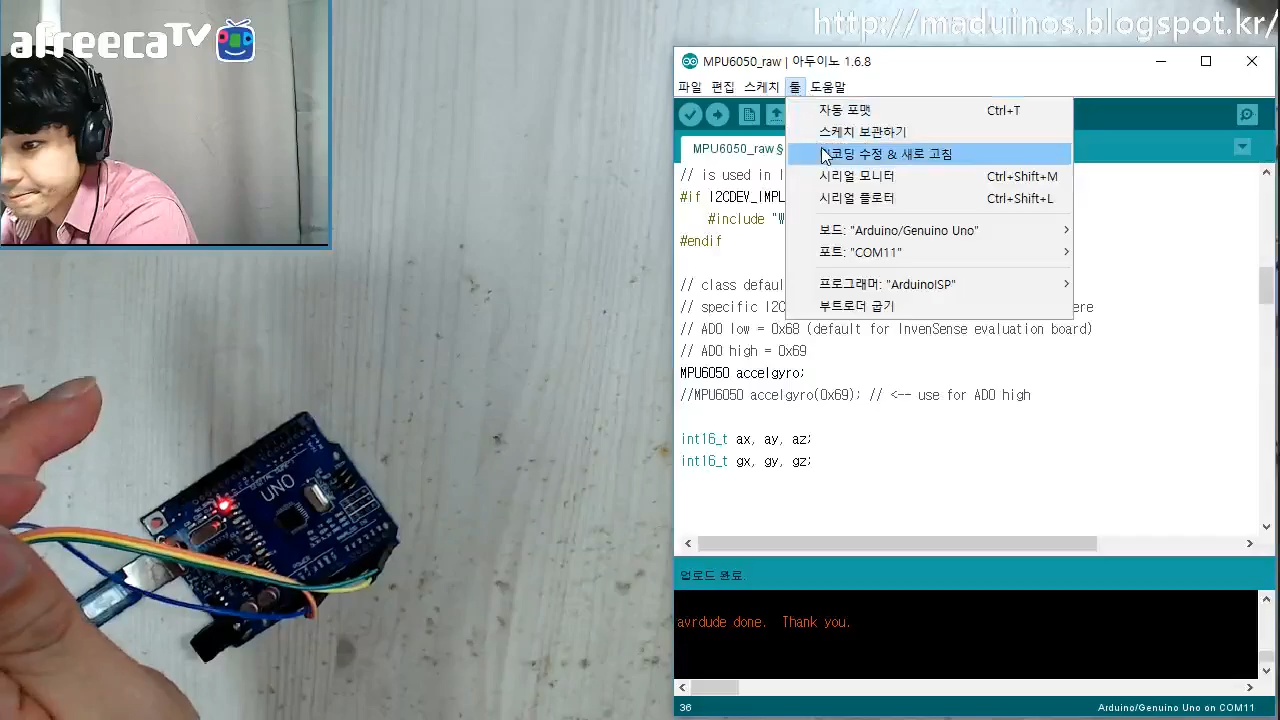 afreecaTV
http://maduinos.blogspot.kr/
MPU6050_raw | 아두이노 1.6.8
파일 편집 스케치 툴 도움말
자동 포맷 Ctrl+T
스케치 보관하기
수정 & 새로 고침
시리얼 모니터 Ctrl+Shift+M
시리얼 플로터 Ctrl+Shift+L
보드: "Arduino/Genuino Uno"
포트: "COM11"
프로그래머: "ArduinoISP"
부트로더 굽기
MPU6050_raw§
// is used in I
#if I2CDEV_IMPL
#include "W
#endif
// class defau
// specific I2C ere
// AD0 low = 0x68 (default for InvenSense evaluation board)
// AD0 high = 0x69
MPU6050 accelgyro;
//MPU6050 accelgyro(0x69); // <-- use for AD0 high
int16_t ax, ay, az;
int16_t gx, gy, gz;
업로드 완료.
avrdude done.  Thank you.
36 Arduino/Genuino Uno on COM11
UNO